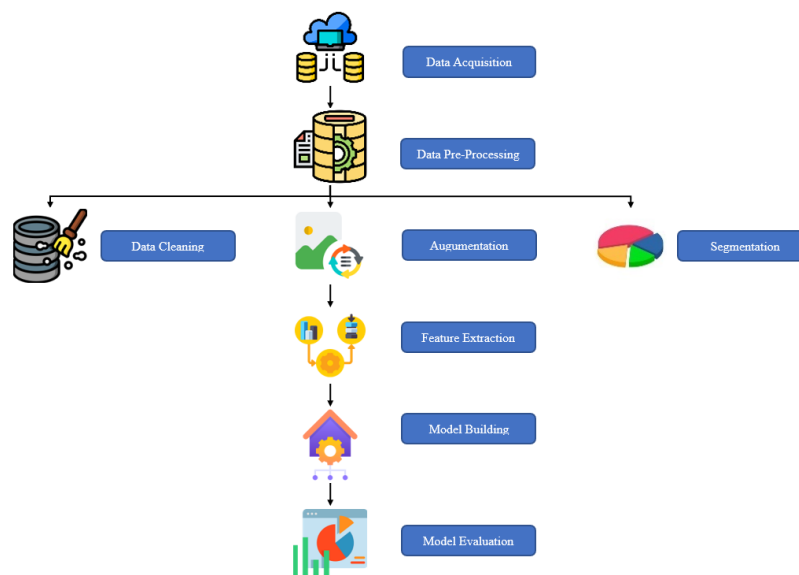 Data Acquisition
Data Pre-Processing
Data Cleaning
Augumentation
Segmentation
Feature Extraction
Model Building
Model Evaluation